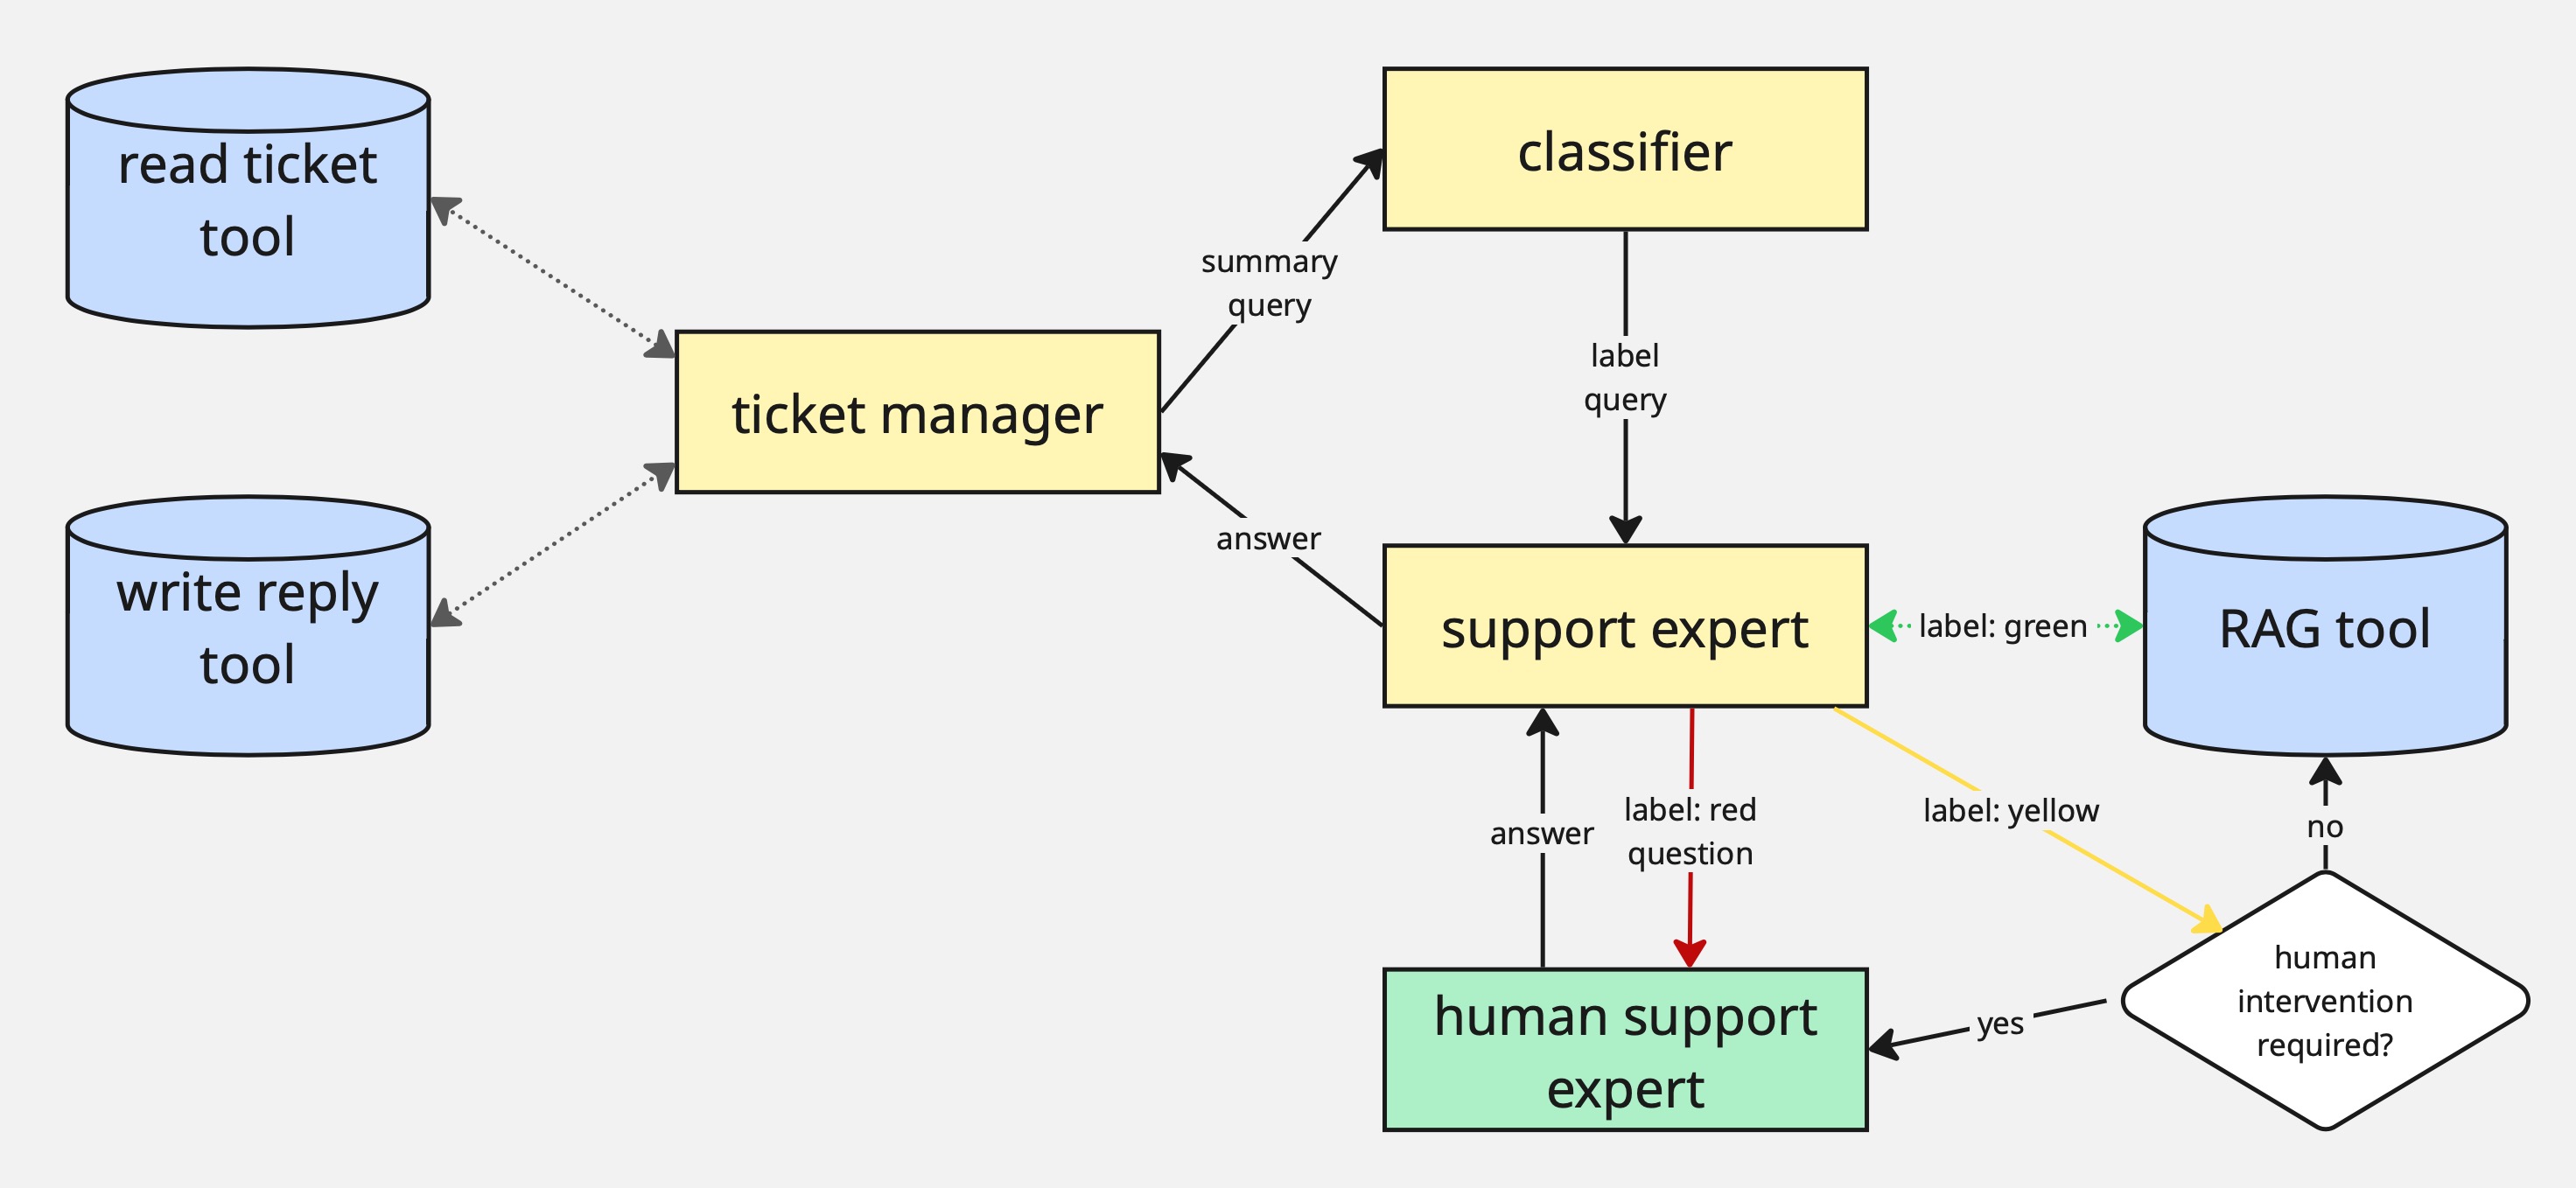 read ticket
tool
classifier
summary
query
label
query
ticket manager
answer
write reply
tool
support expert
label: green
RAG tool
answer
label: red
question
label: yellow
no
human
intervention
required?
yes
human support
expert